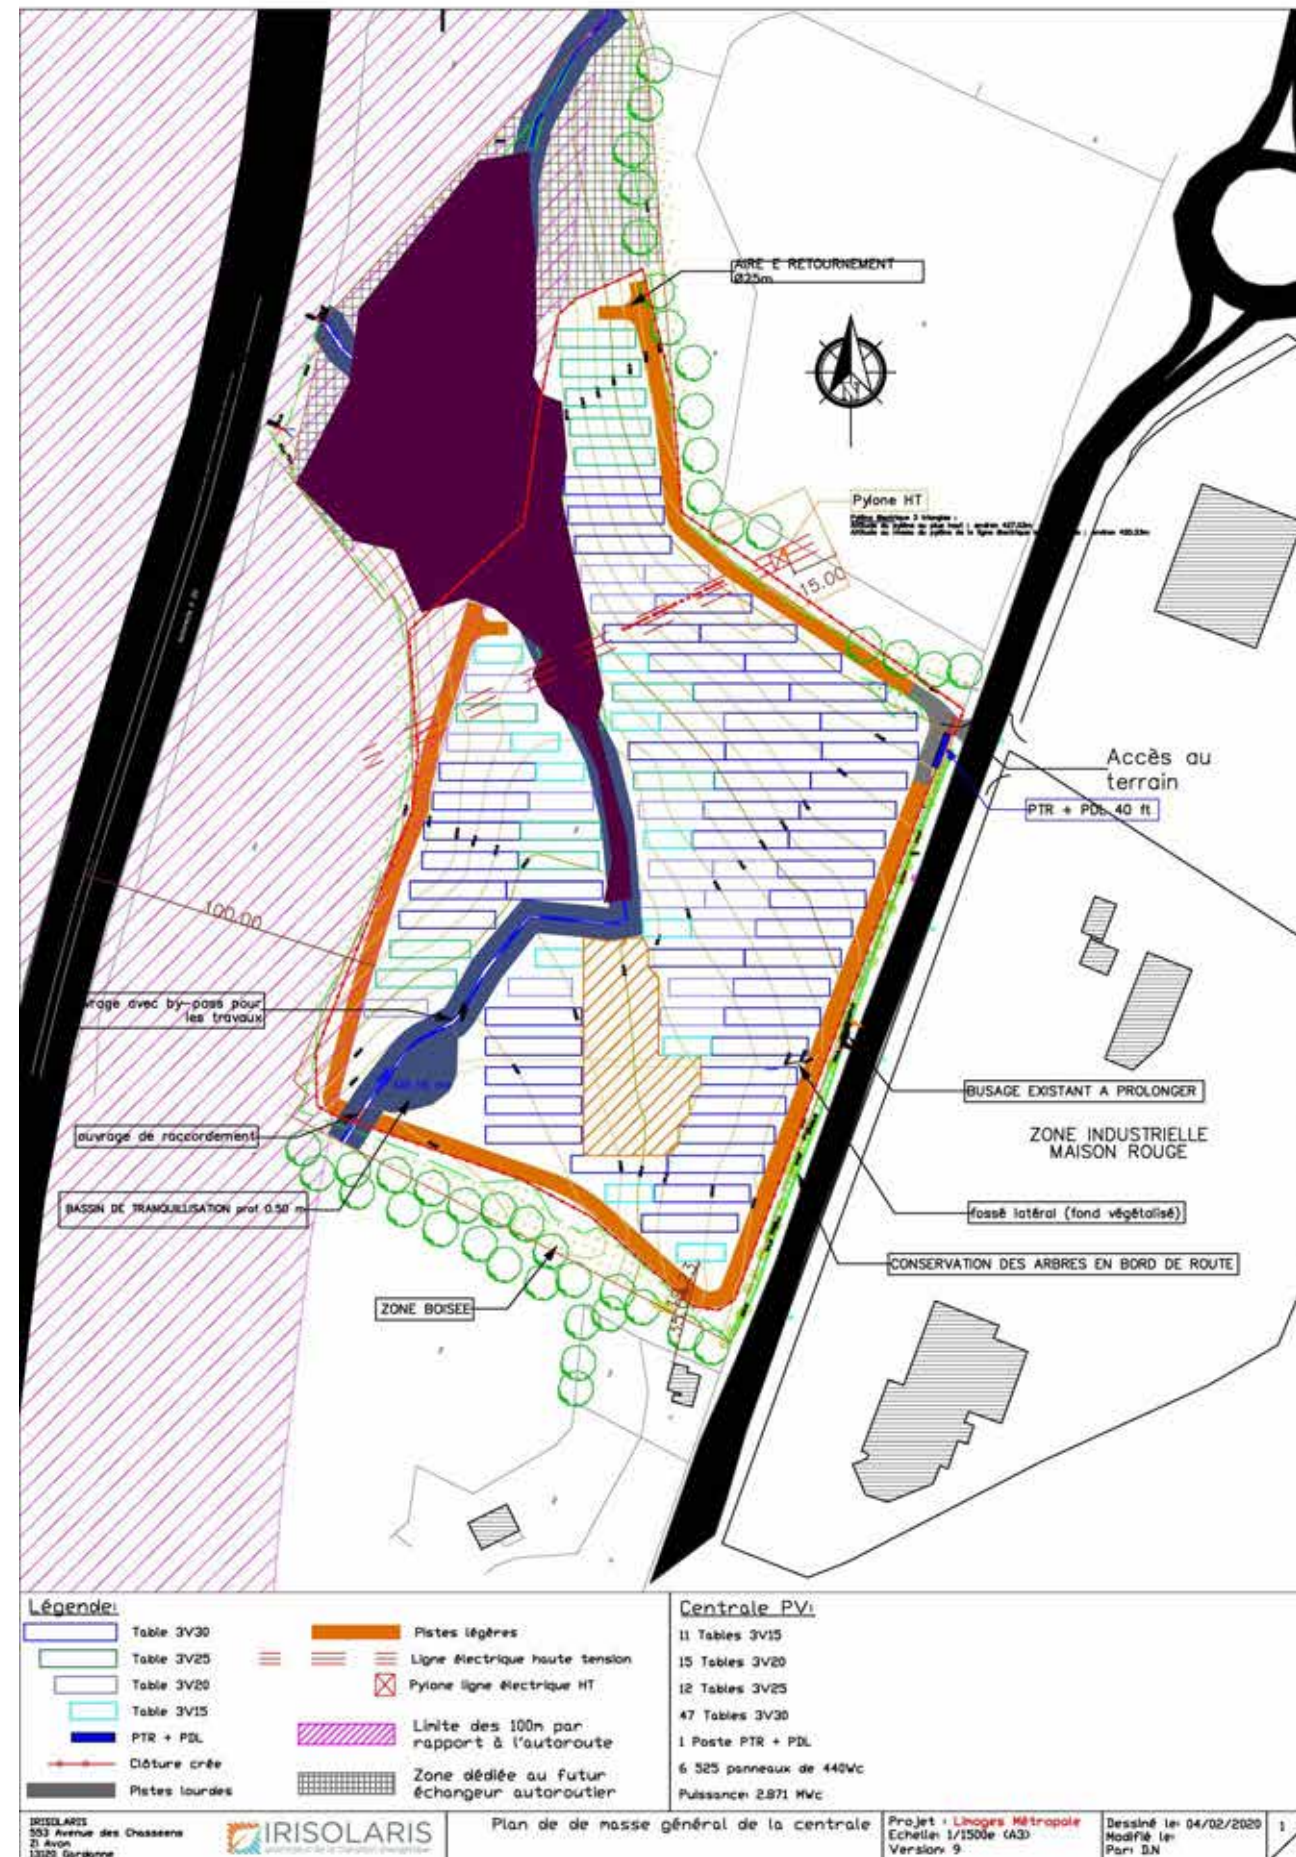 AIRE E RETOURNEMENT
Ø25m
Pylone HT
15.00
Accès au
terrain
PTR + PDL 40 ft
100.00
vrage avec by-pass pour
les travaux
BUSAGE EXISTANT A PROLONGER
ouvrage de raccordement
ZONE INDUSTRIELLE
MAISON ROUGE
BASSIN DE TRANQUILLISATION prof 0.50 m
fossé latéral (fond végétalisé)
CONSERVATION DES ARBRES EN BORD DE ROUTE
ZONE BOISEE
Légende:
Table 3V30
Table 3V25
Table 3V20
Table 3V15
PTR + PDL
Clôture crée
Pistes lourdes
Pistes légères
Ligne électrique haute tension
Pylone ligne électrique HT
Limite des 100m par
rapport à l'autoroute
Zone dédiée au futur
échangeur autoroutier
Centrale PV:
11 Tables 3V15
15 Tables 3V20
12 Tables 3V25
47 Tables 3V30
1 Poste PTR + PDL
6 525 panneaux de 440Wc
Puissance: 2.871 MWc
IRISOLARIS
553 Avenue des Chasseens
ZI Avon
13120 Gardanne
IRISOLARIS
Plan de de masse général de la centrale
Projet : Limoges Métropole
Echelle: 1/1500e (A3)
Version: 9
Dessiné le: 04/02/2020
Modifié le:
Par: D.N
1